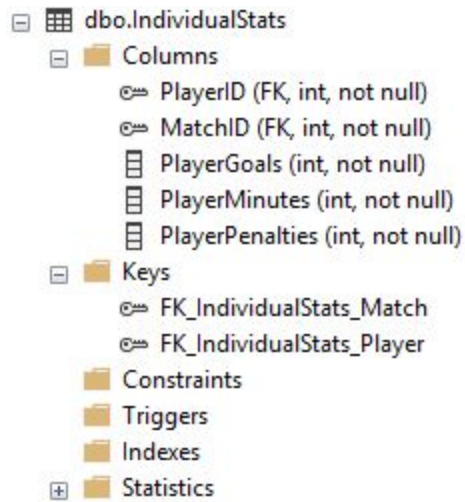 dbo.IndividualStats
Columns
PlayerID (FK, int, not null)
MatchID (FK, int, not null)
PlayerGoals (int, not null)
PlayerMinutes (int, not null)
PlayerPenalties (int, not null)
Keys
FK_IndividualStats_Match
FK_IndividualStats_Player
Constraints
Triggers
Indexes
Statistics